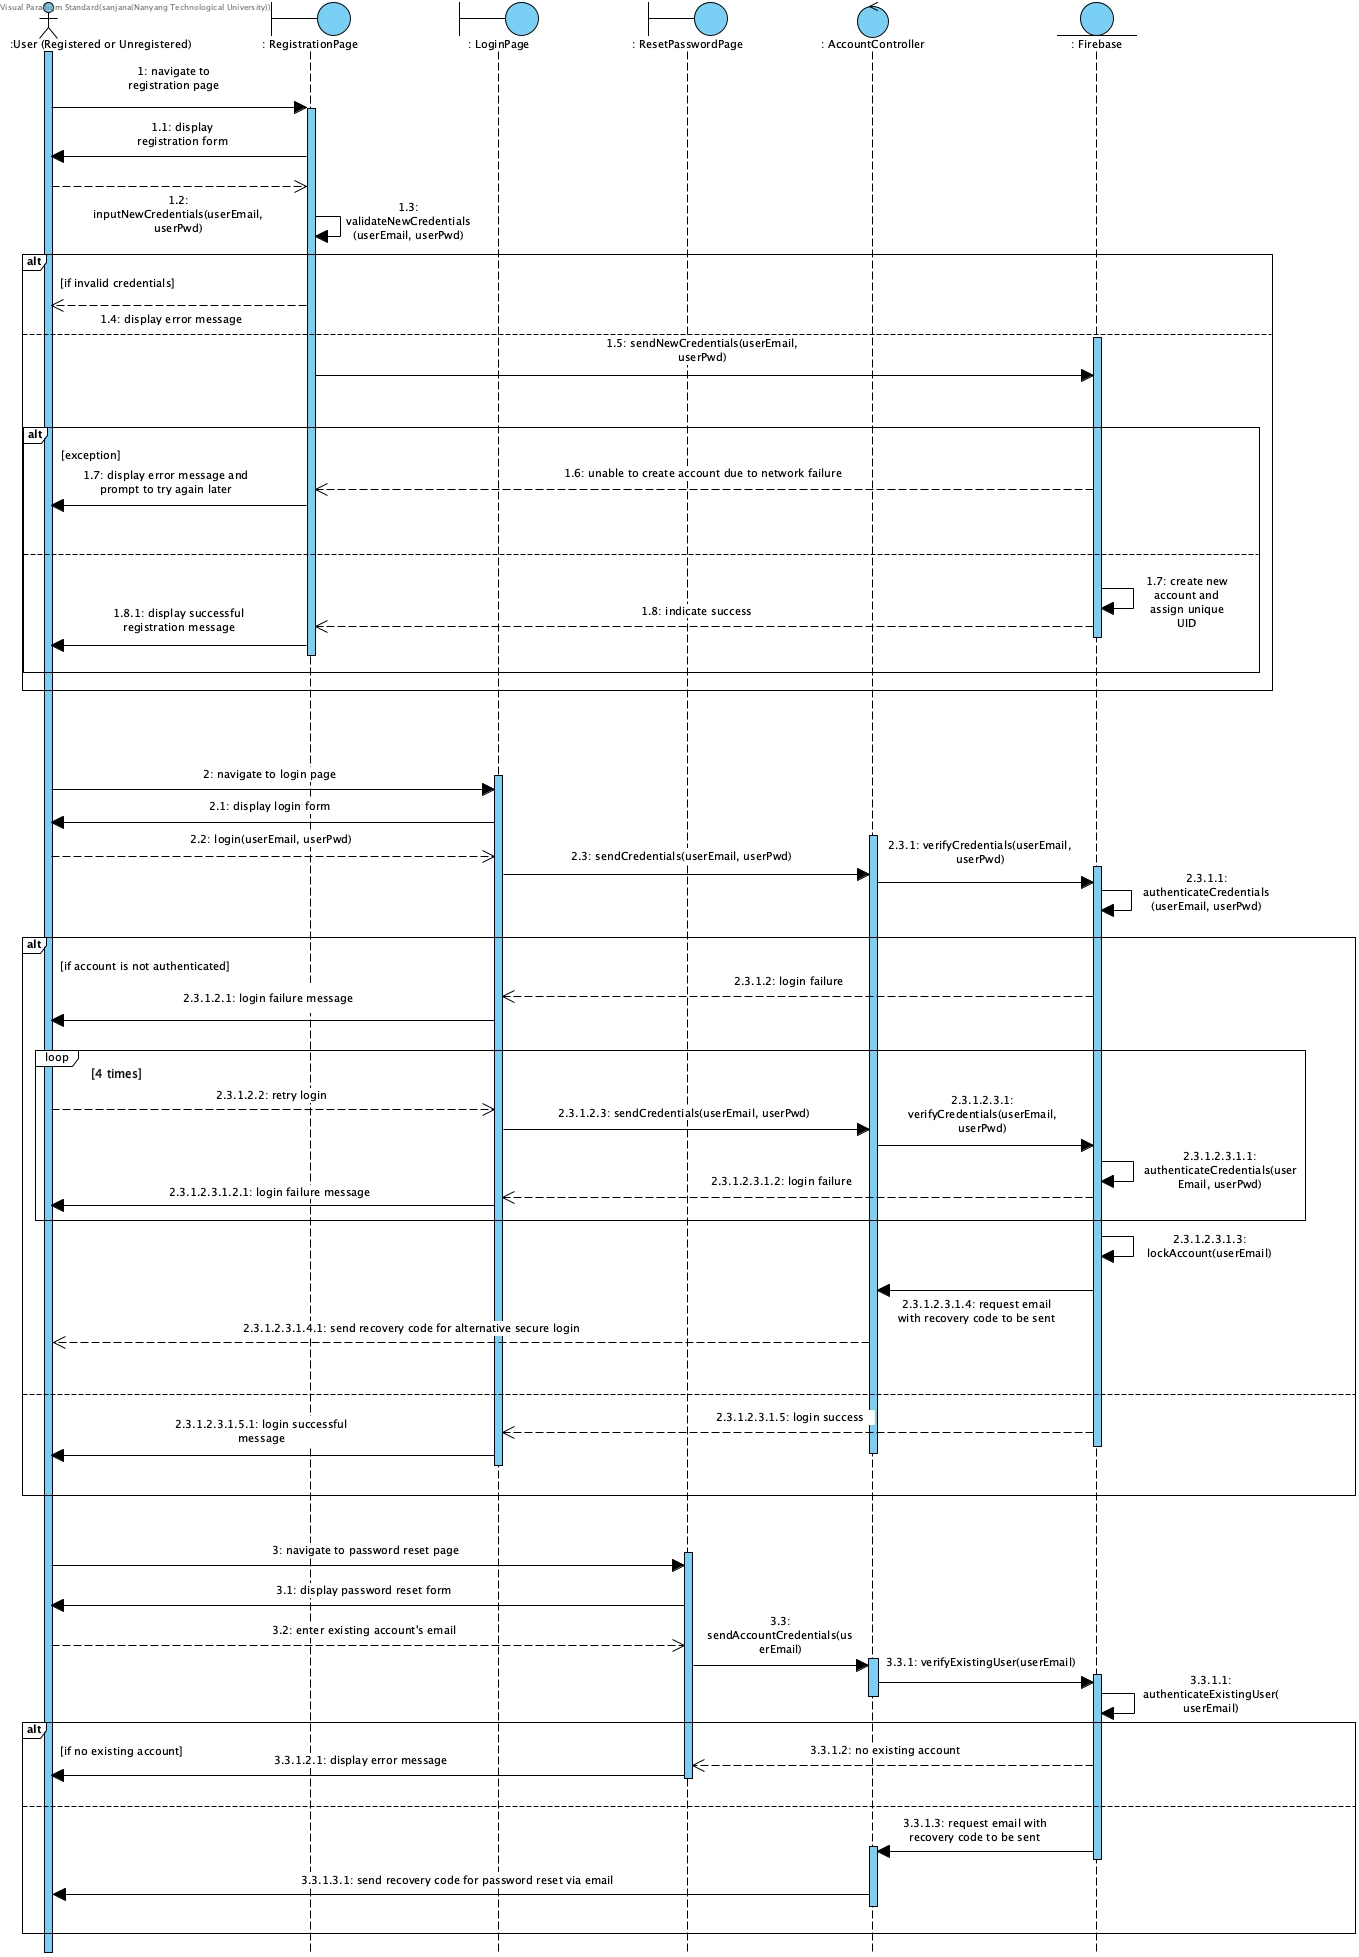 Visual Paradigm Standard(sanjana(Nanyang Technological University))
:User (Registered or Unregistered)
: RegistrationPage
: LoginPage
: ResetPasswordPage
: AccountController
: Firebase
1: navigate to
registration page
1.1: display
registration form
1.2:
inputNewCredentials(userEmail,
userPwd)
1.3:
validateNewCredentials
(userEmail, userPwd)
alt
[if invalid credentials]
1.4: display error message
1.5: sendNewCredentials(userEmail,
userPwd)
alt
[exception]
1.6: unable to create account due to network failure
1.7: display error message and
prompt to try again later
1.7: create new
account and
assign unique
UID
1.8: indicate success
1.8.1: display successful
registration message
2: navigate to login page
2.1: display login form
2.2: login(userEmail, userPwd)
2.3: sendCredentials(userEmail, userPwd)
2.3.1: verifyCredentials(userEmail,
userPwd)
2.3.1.1:
authenticateCredentials
(userEmail, userPwd)
alt
[if account is not authenticated]
2.3.1.2: login failure
2.3.1.2.1: login failure message
loop
[4 times]
2.3.1.2.2: retry login
2.3.1.2.3: sendCredentials(userEmail, userPwd)
2.3.1.2.3.1:
verifyCredentials(userEmail,
userPwd)
2.3.1.2.3.1.1:
authenticateCredentials(user
Email, userPwd)
2.3.1.2.3.1.2: login failure
2.3.1.2.3.1.2.1: login failure message
2.3.1.2.3.1.3:
lockAccount(userEmail)
2.3.1.2.3.1.4: request email
with recovery code to be sent
2.3.1.2.3.1.4.1: send recovery code for alternative secure login
2.3.1.2.3.1.5: login success
2.3.1.2.3.1.5.1: login successful
message
3: navigate to password reset page
3.1: display password reset form
3.2: enter existing account's email
3.3:
sendAccountCredentials(us
erEmail)
3.3.1: verifyExistingUser(userEmail)
3.3.1.1:
authenticateExistingUser(
userEmail)
alt
[if no existing account]
3.3.1.2: no existing account
3.3.1.2.1: display error message
3.3.1.3: request email with
recovery code to be sent
3.3.1.3.1: send recovery code for password reset via email